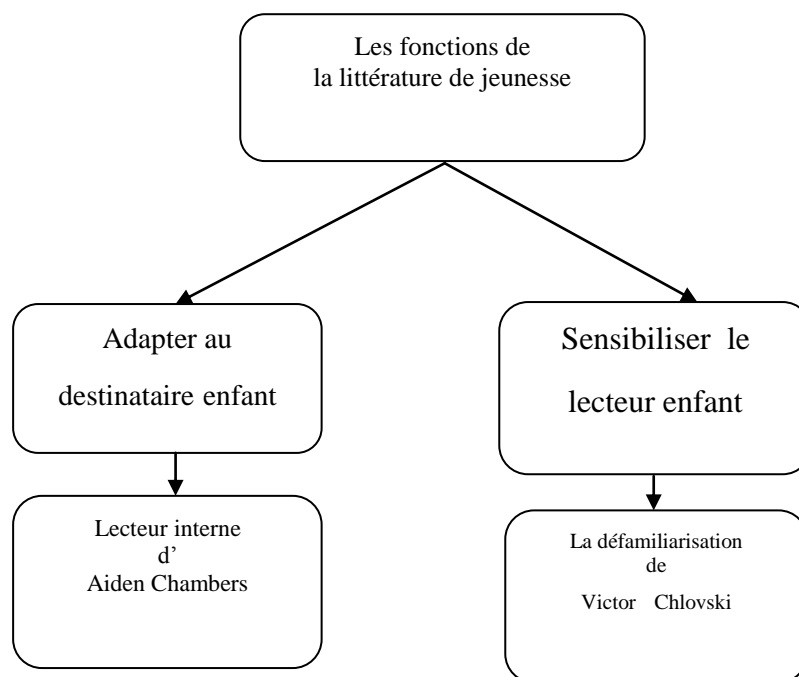 Les fonctions de
la littérature de jeunesse
Adapter au
destinataire enfant
Sensibiliser le
lecteur enfant
Lecteur interne
d’
Aiden Chambers
La défamiliarisation
de
Victor Chlovski